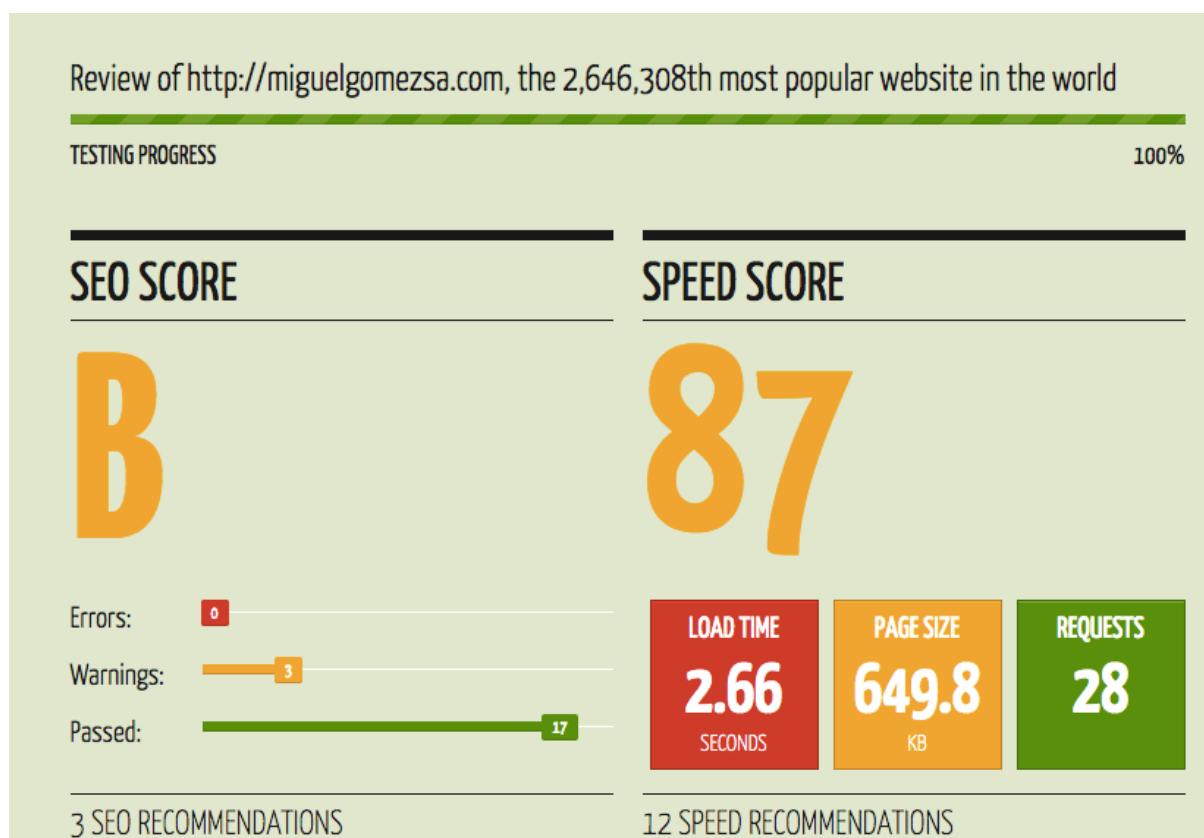 Review of http://miguelgomezsa.com, the 2,646,308th most popular website in the world
TESTING PROGRESS 100%
SEO SCORE
B
Errors: 0
Warnings: 3
Passed: 17
3 SEO RECOMMENDATIONS
SPEED SCORE
87
LOAD TIME
2.66
SECONDS
PAGE SIZE
649.8
KB
REQUESTS
28
12 SPEED RECOMMENDATIONS